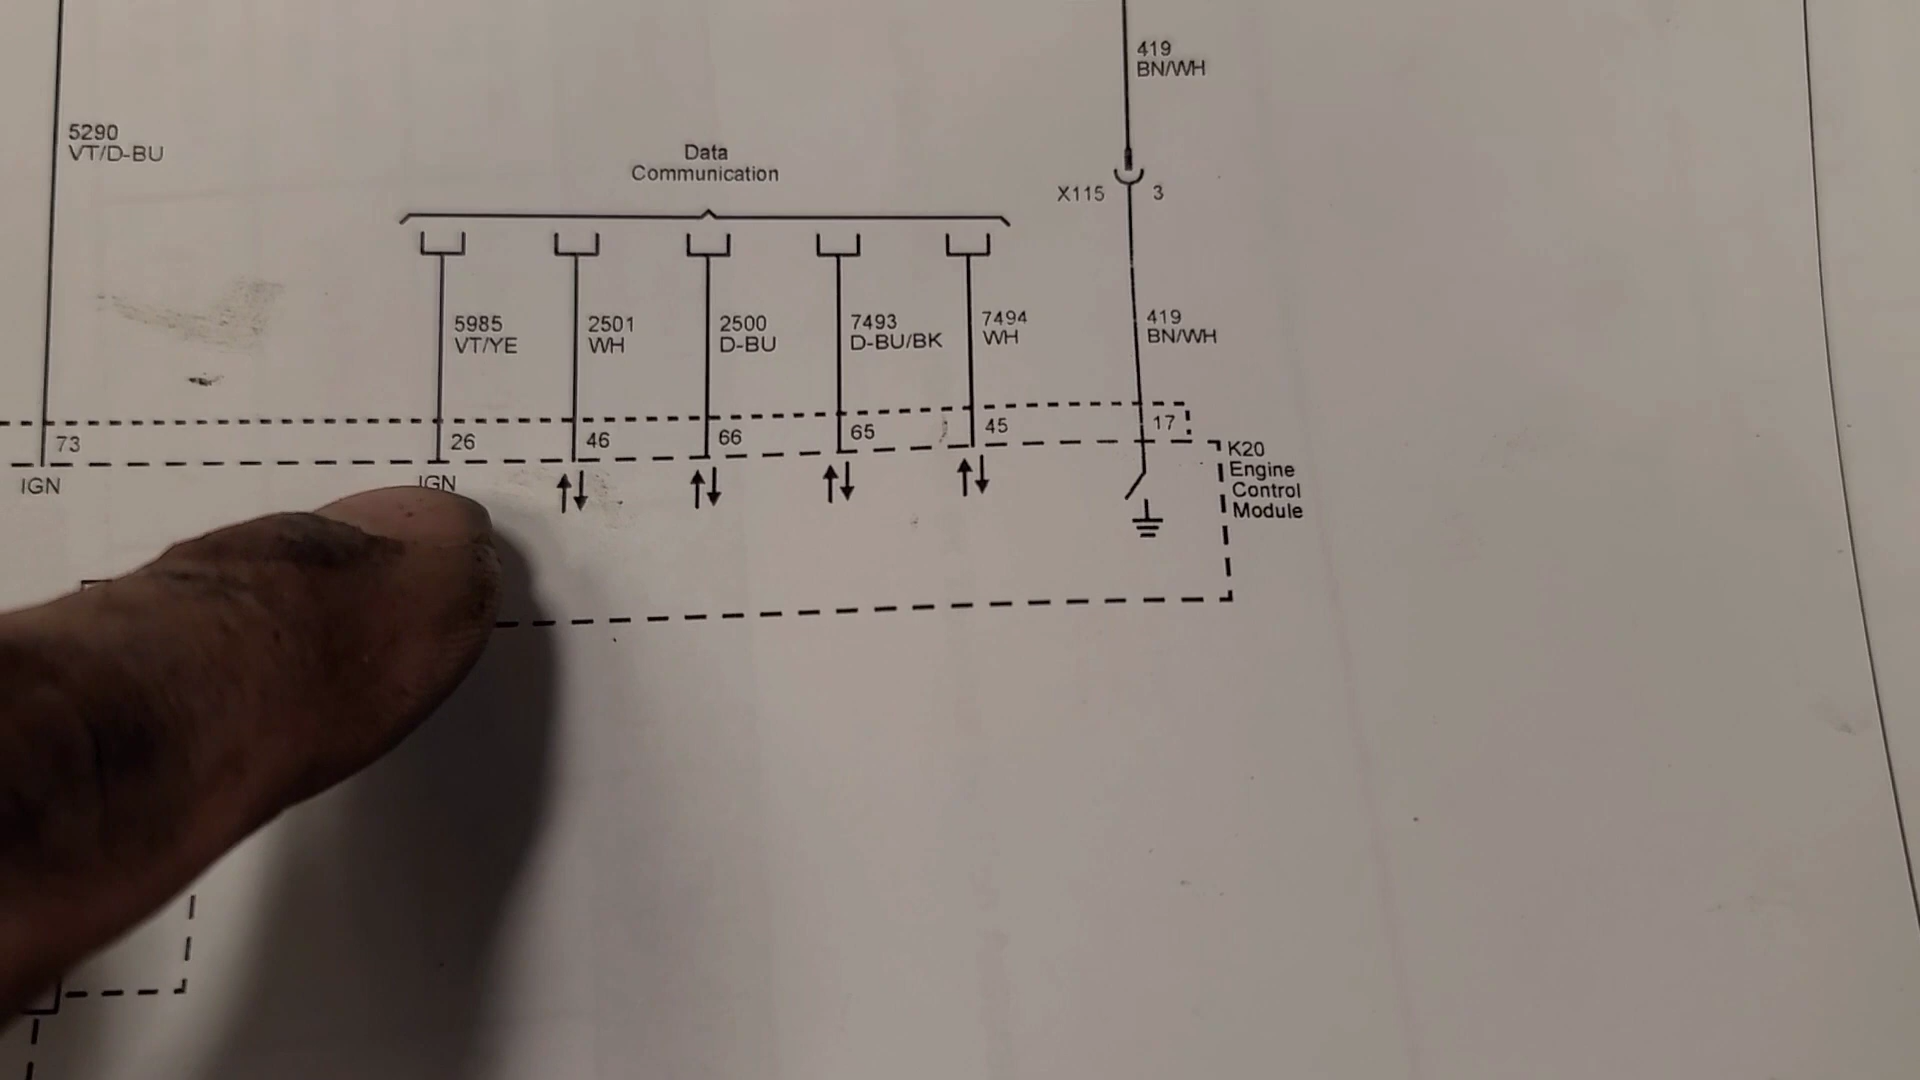 419
BN/WH
5290
VT/D-BU
Data
Communication
X115
3
5985
VT/YE
2501
WH
2500
D-BU
7493
D-BU/BK
7494
WH
419
BN/WH
73
26
46
66
65
45
17
IGN
IGN
K20
Engine
Control
Module